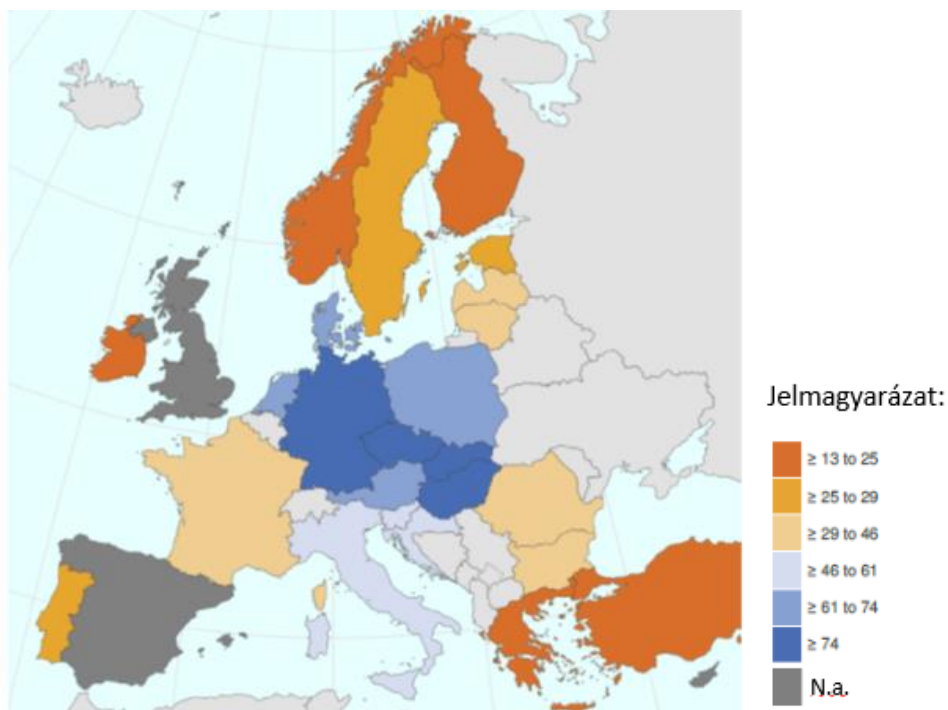 Jelmagyarázat:
≥ 13 to 25
≥ 25 to 29
≥ 29 to 46
≥ 46 to 61
≥ 61 to 74
≥ 74
N.a.